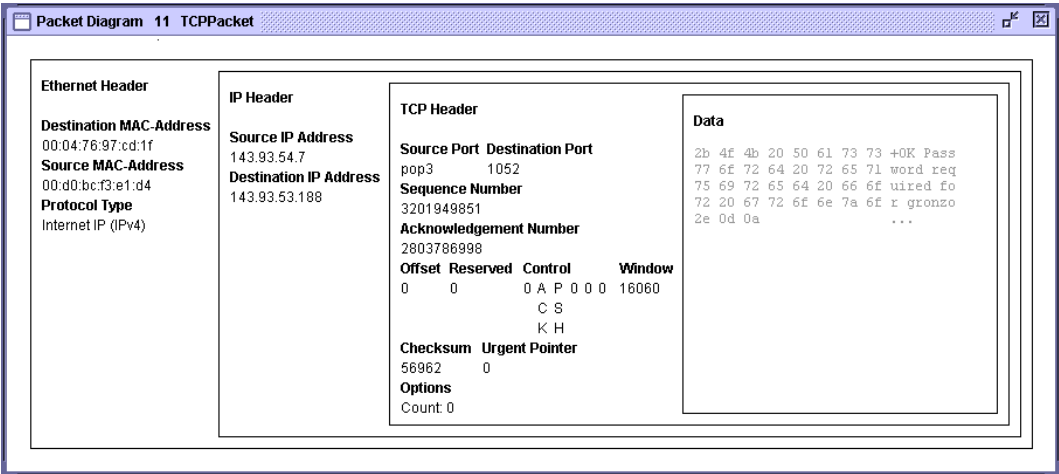 Packet Diagram 11 TCPPacket
Ethernet Header
Destination MAC-Address
00:04:76:97:cd:1f
Source MAC-Address
00:d0:bc:f3:e1:d4
Protocol Type
Internet IP (IPv4)
IP Header
Source IP Address
143.93.54.7
Destination IP Address
143.93.53.188
TCP Header
Source Port Destination Port
pop3 1052
Sequence Number
3201949851
Acknowledgement Number
2803786998
Offset Reserved Control Window
0 0 0 A P 0 0 0 16060
C S
K H
Checksum Urgent Pointer
56962 0
Options
Count: 0
Data
2b 4f 4b 20 50 61 73 73 +OK Pass
77 6f 72 64 20 72 65 71 word req
75 69 72 65 64 20 66 6f uired fo
72 20 67 72 6f 6e 7a 6f r gronzo
2e 0d 0a ...